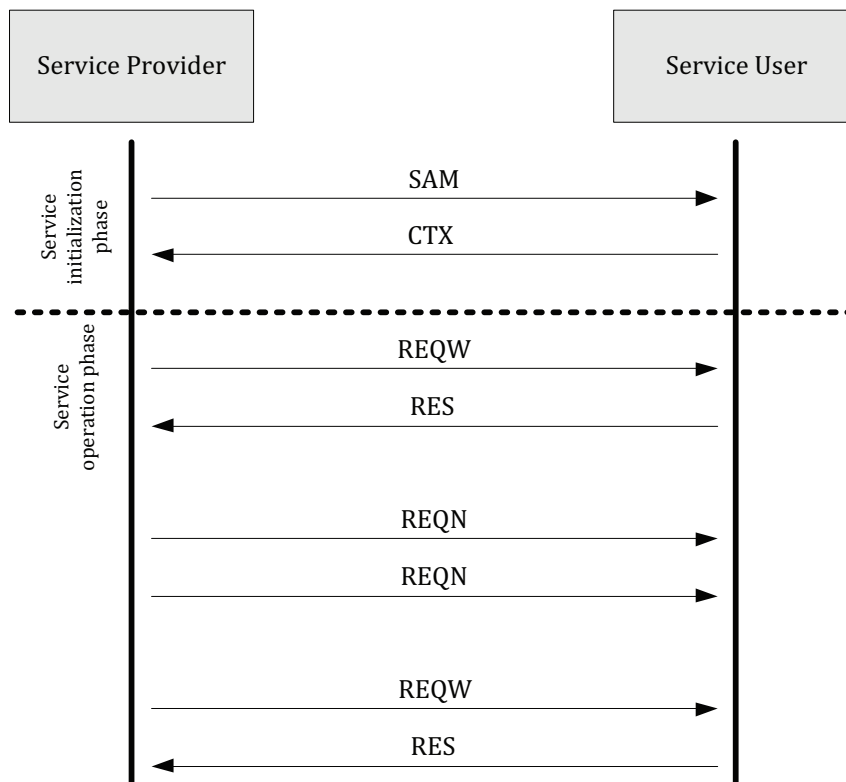 Service Provider
Service User
Service
initialization
phase
SAM
CTX
Service
operation phase
REQW
RES
REQN
REQN
REQW
RES